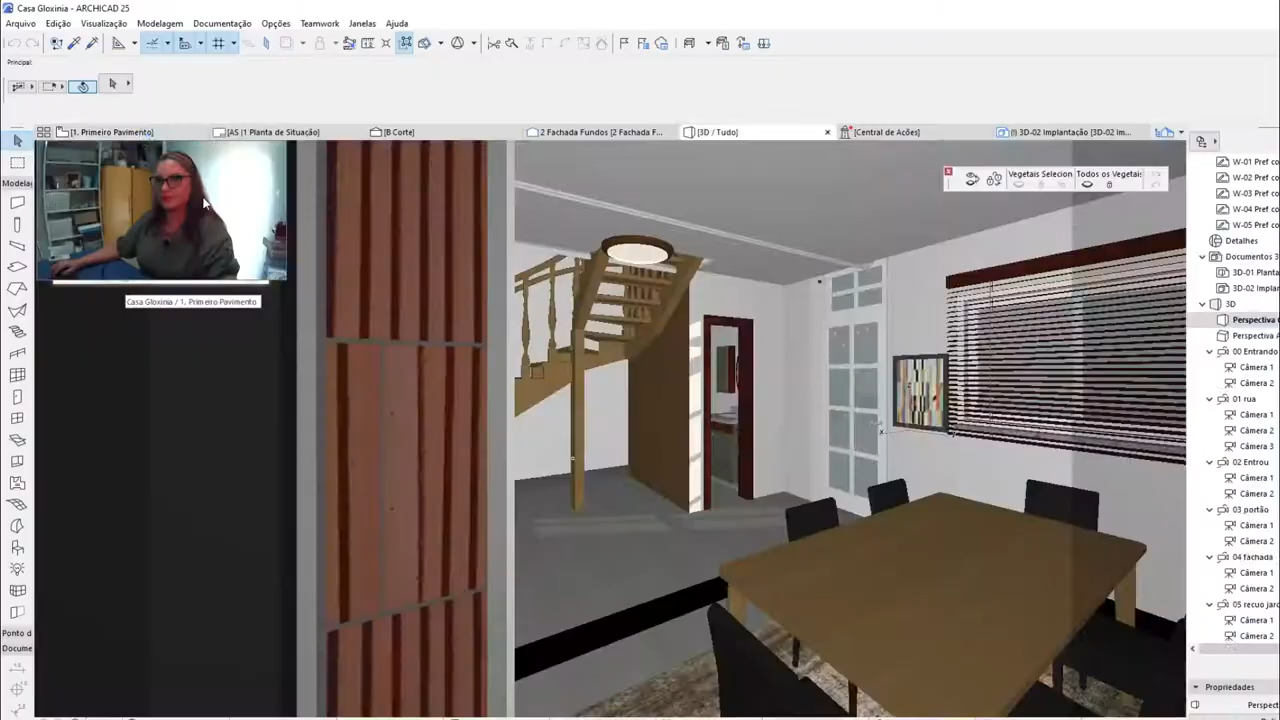 Casa Gloxinia - ARCHICAD 25
Arquivo Edição Visualização Modelagem Documentação Opções Teamwork Janelas Ajuda
Principal:
[1. Primeiro Pavimento] [AS |1 Planta de Situação] [B Corte] 2 Fachada Fundos [2 Fachada F... [3D / Tudo] [Central de Ações] (!) 3D-02 Implantação [3D-02 Im...
Modela
Casa Gloxinia / 1. Primeiro Pavimento
Vegetais Selecion Todos os Vegetais
W-01 Pref co
W-02 Pref co
W-03 Pref co
W-04 Pref co
W-05 Pref co
Detalhes
Documentos 3
3D-01 Planta
3D-02 Implan
3D
Perspectiva
Perspectiva
00 Entrando
Câmera 1
Câmera 2
01 rua
Câmera 1
Câmera 2
Câmera 3
02 Entrou
Câmera 1
Câmera 2
03 portão
Câmera 1
Câmera 2
04 fachada
Câmera 1
Câmera 2
05 recuo jard
Câmera 1
Câmera 2
Ponto d
Docume
Propriedades
Perspect